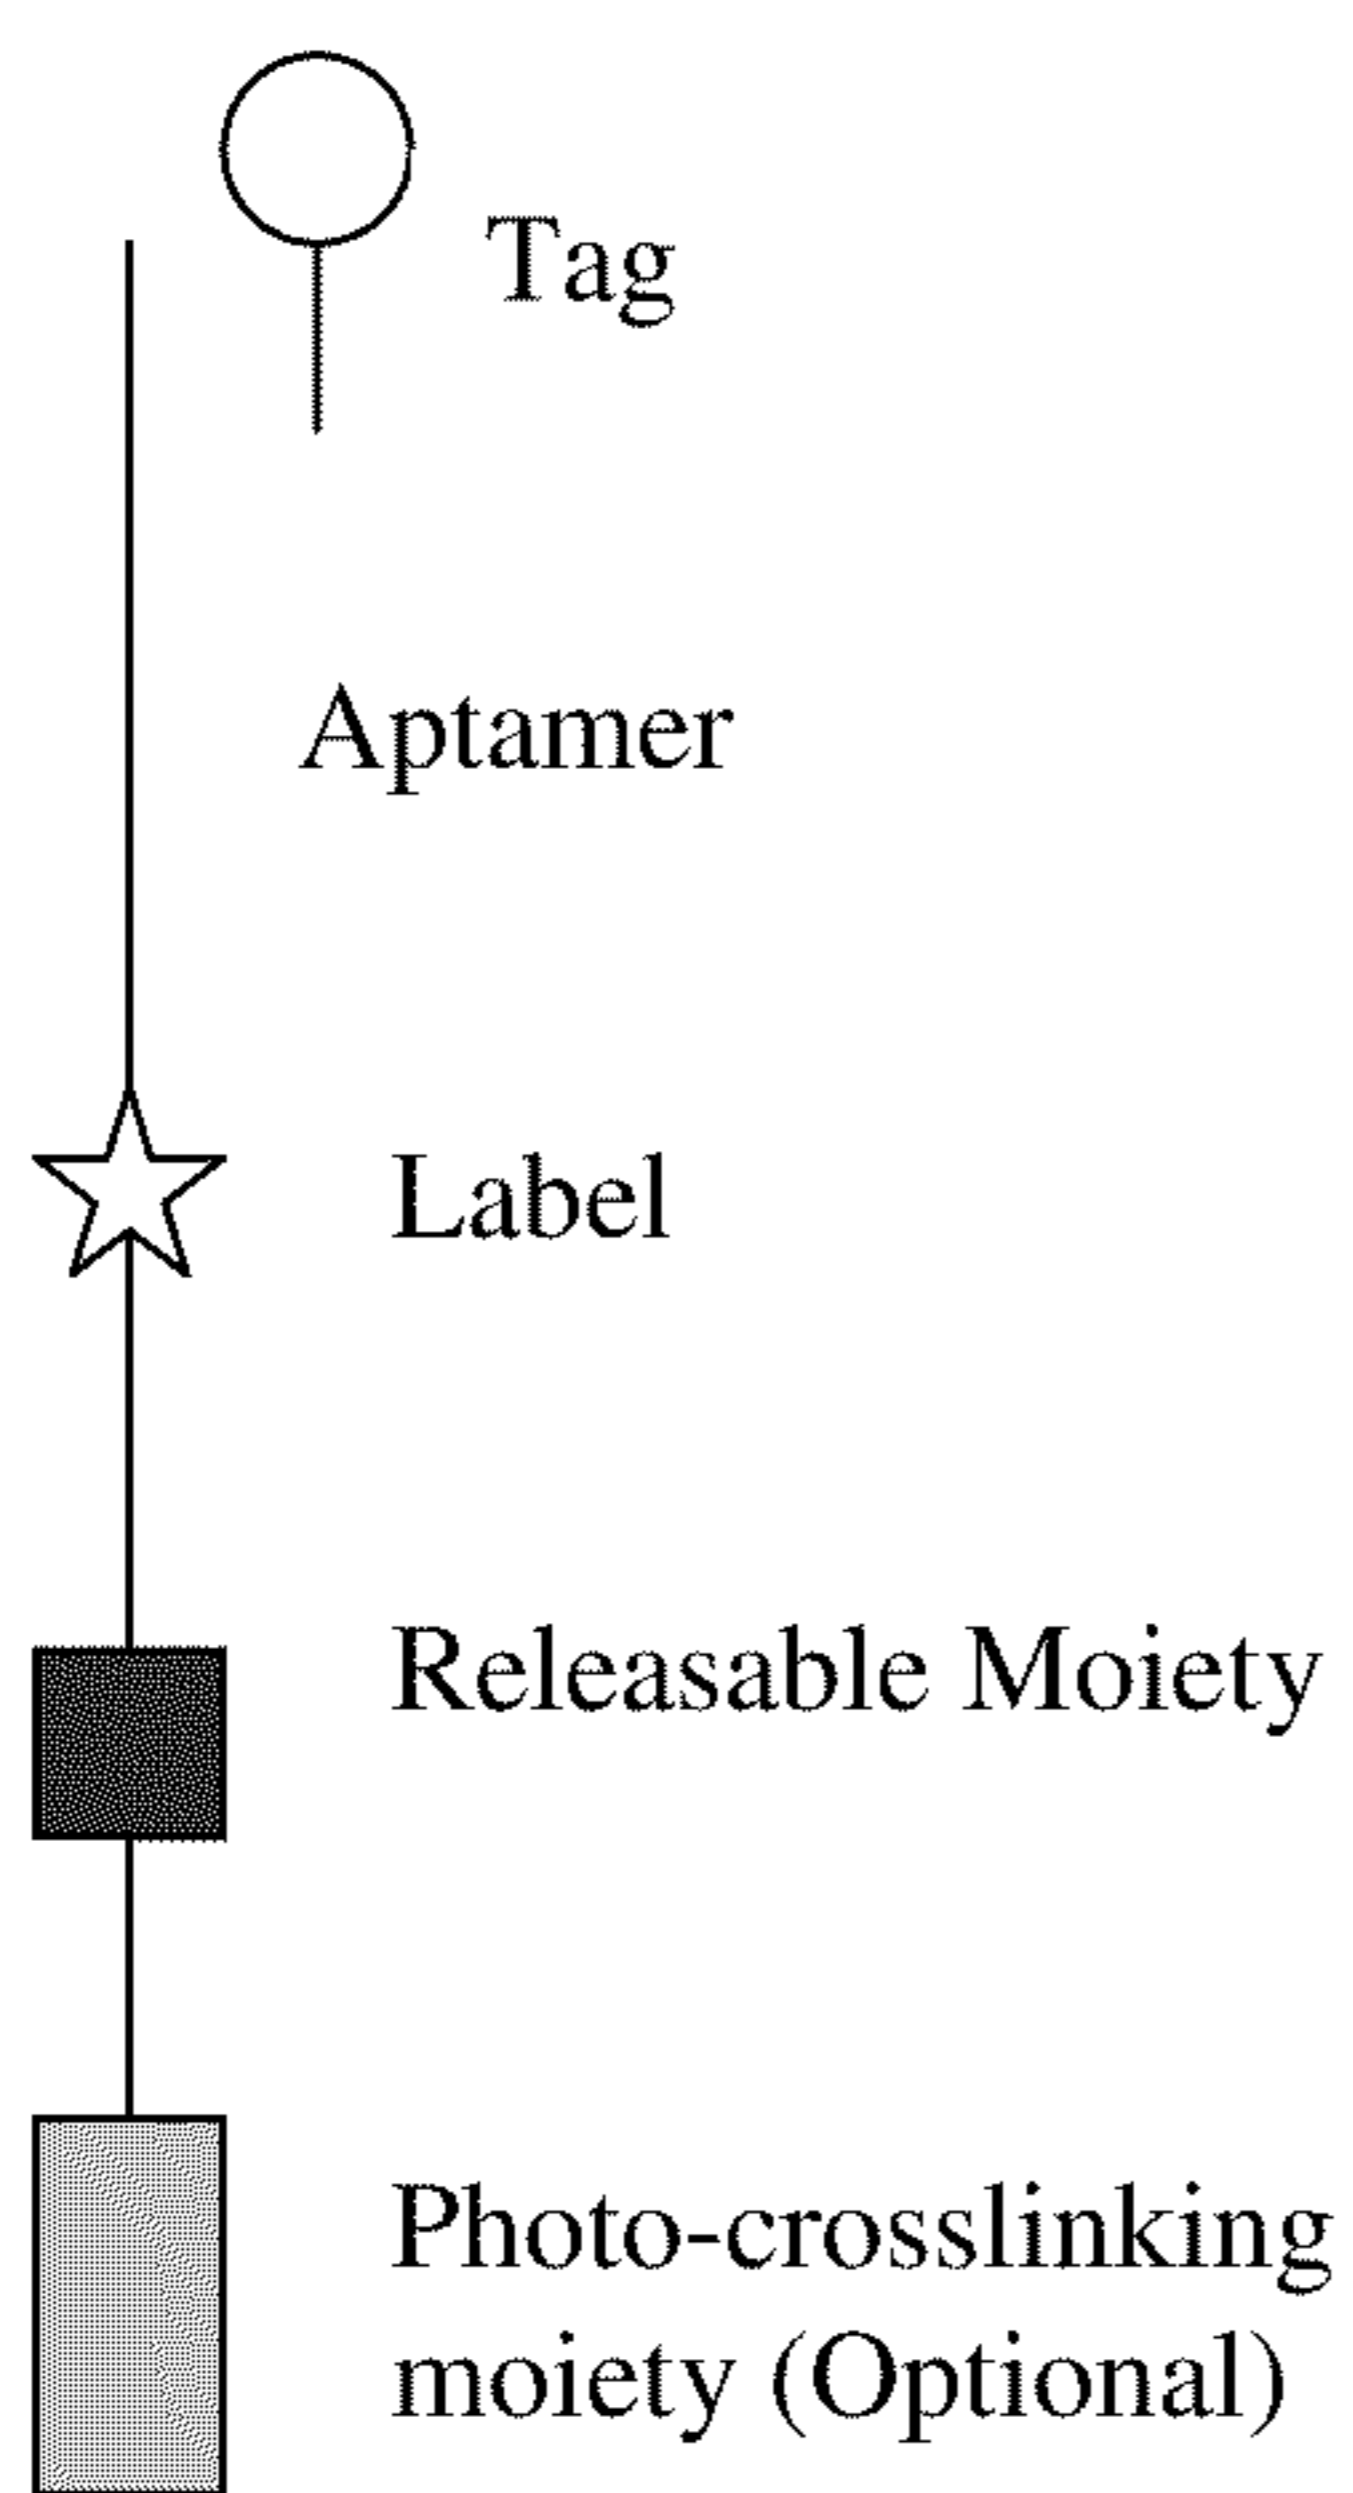 Tag
Aptamer
Label
Releasable Moiety
Photo-crosslinking
moiety (Optional)